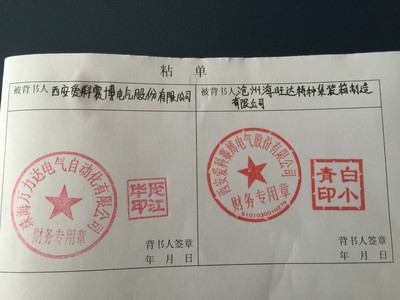 粘 单
被背书人 西安爱科赛博电气股份有限公司
被背书人 沧州海旺达特种集装箱制造
有限公司
珠海万力达电气自动化有限公司
财务专用章
庞江
华印
西安爱科赛博电气股份有限公司
财务专用章
白小
青印
背书人签章
年 月 日
背书人签章
年 月 日